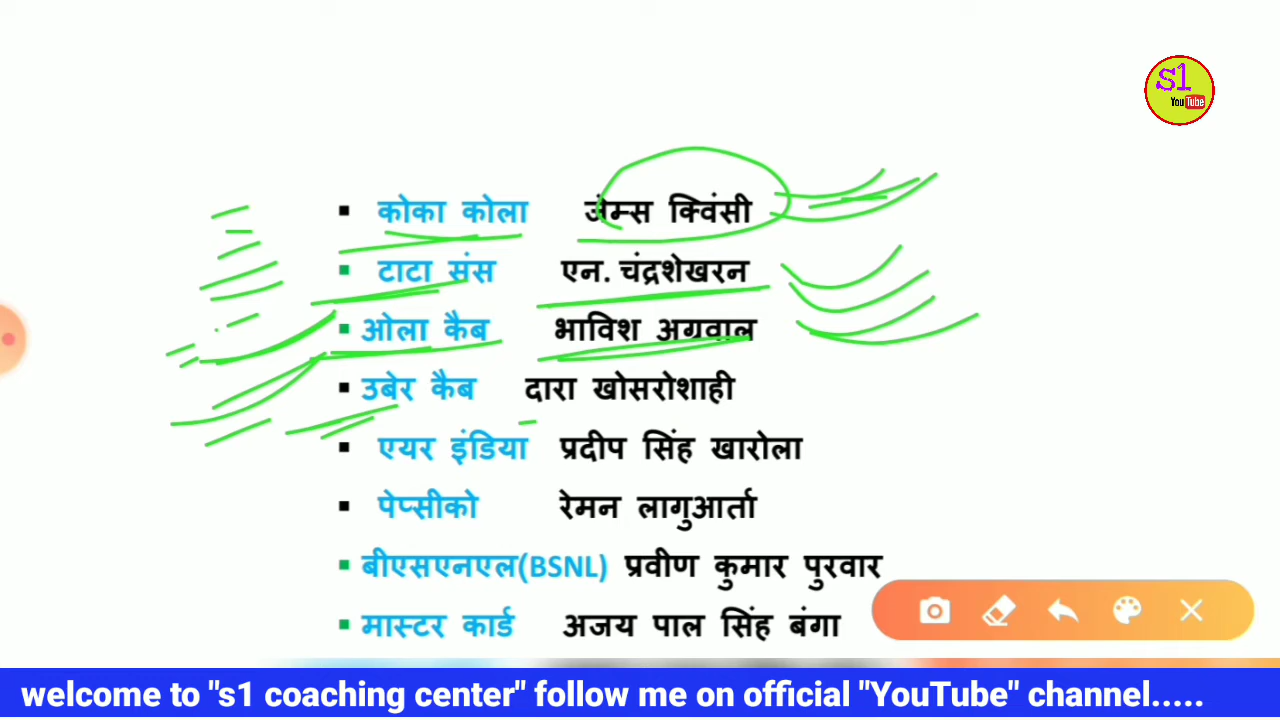 s1
YouTube
▪ कोका कोला जेम्स क्विंसी
▪ टाटा संस एन. चंद्रशेखरन
▪ ओला कैब भाविश अग्रवाल
▪ उबेर कैब दारा खोसरोशाही
▪ एयर इंडिया प्रदीप सिंह खारोला
▪ पेप्सीको रेमन लागुआर्ता
▪ बीएसएनएल(BSNL) प्रवीण कुमार पुरवार
▪ मास्टर कार्ड अजय पाल सिंह बंगा
welcome to "s1 coaching center" follow me on official "YouTube" channel.....